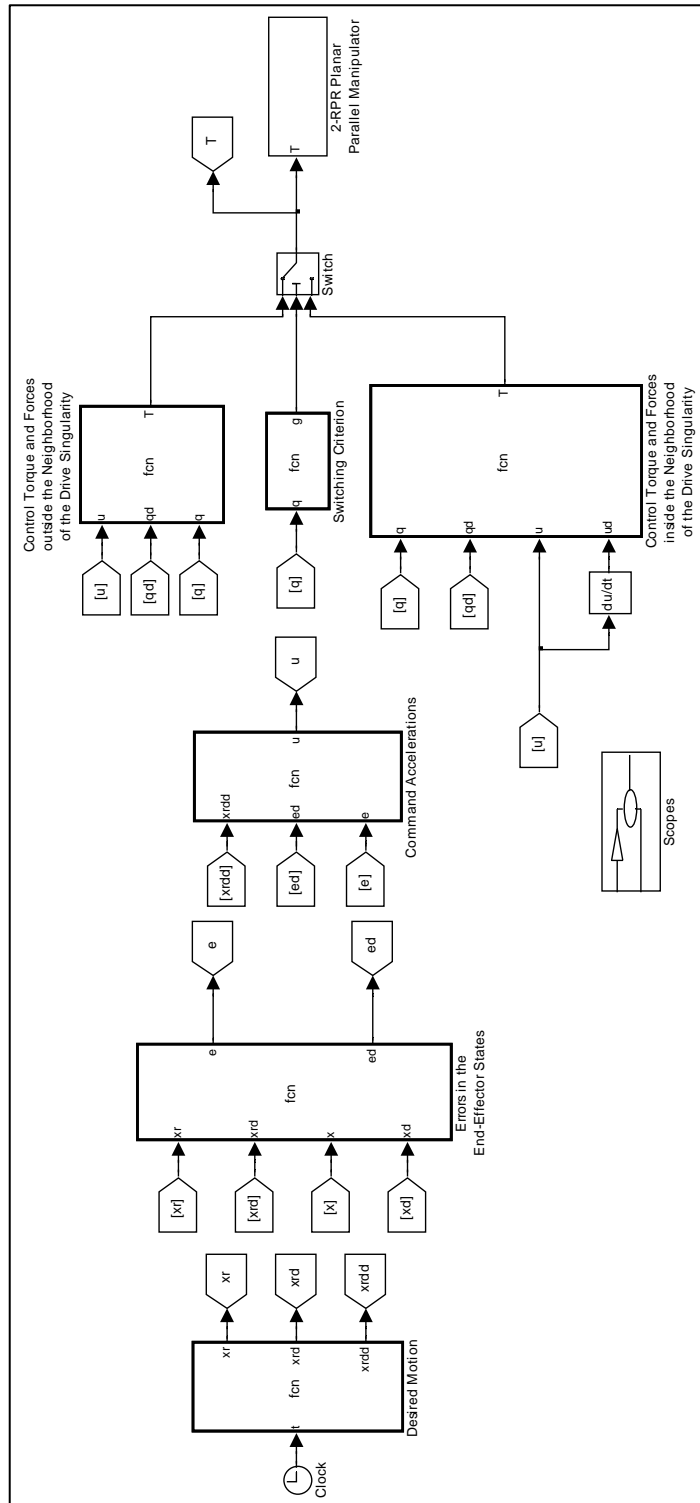 Clock
t
fcn
xr
xrd
xrdd
Desired Motion
xr
xrd
xrdd
[xr]
[xrd]
[x]
[xd]
xr
xrd
x
xd
fcn
e
ed
Errors in the
End-Effector States
e
ed
[xrdd]
[ed]
[e]
xrdd
ed
e
fcn
u
Command Accelerations
u
Control Torque and Forces
outside the Neighborhood
of the Drive Singularity
[u]
[qd]
[q]
u
qd
q
fcn
T
[q]
q
fcn
g
Switching Criterion
[q]
[qd]
[u]
du/dt
q
qd
u
ud
fcn
T
Control Torque and Forces
inside the Neighborhood
of the Drive Singularity
Switch
T
T
2-RPR Planar
Parallel Manipulator
Scopes